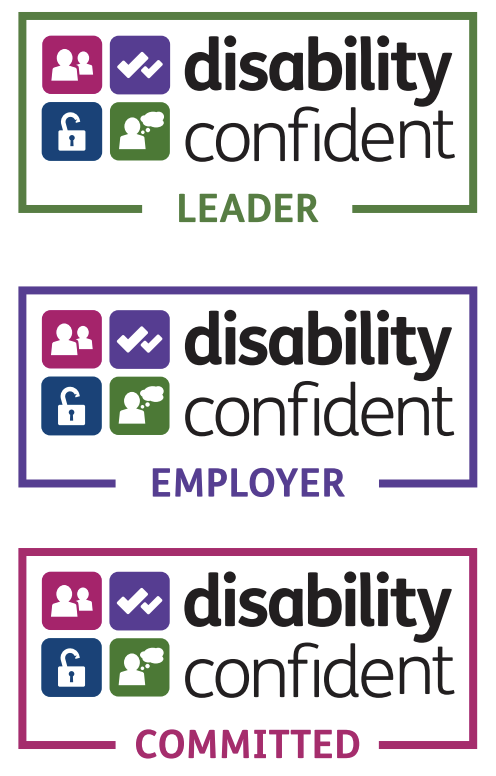 disability
confident
LEADER
disability
confident
EMPLOYER
disability
confident
COMMITTED